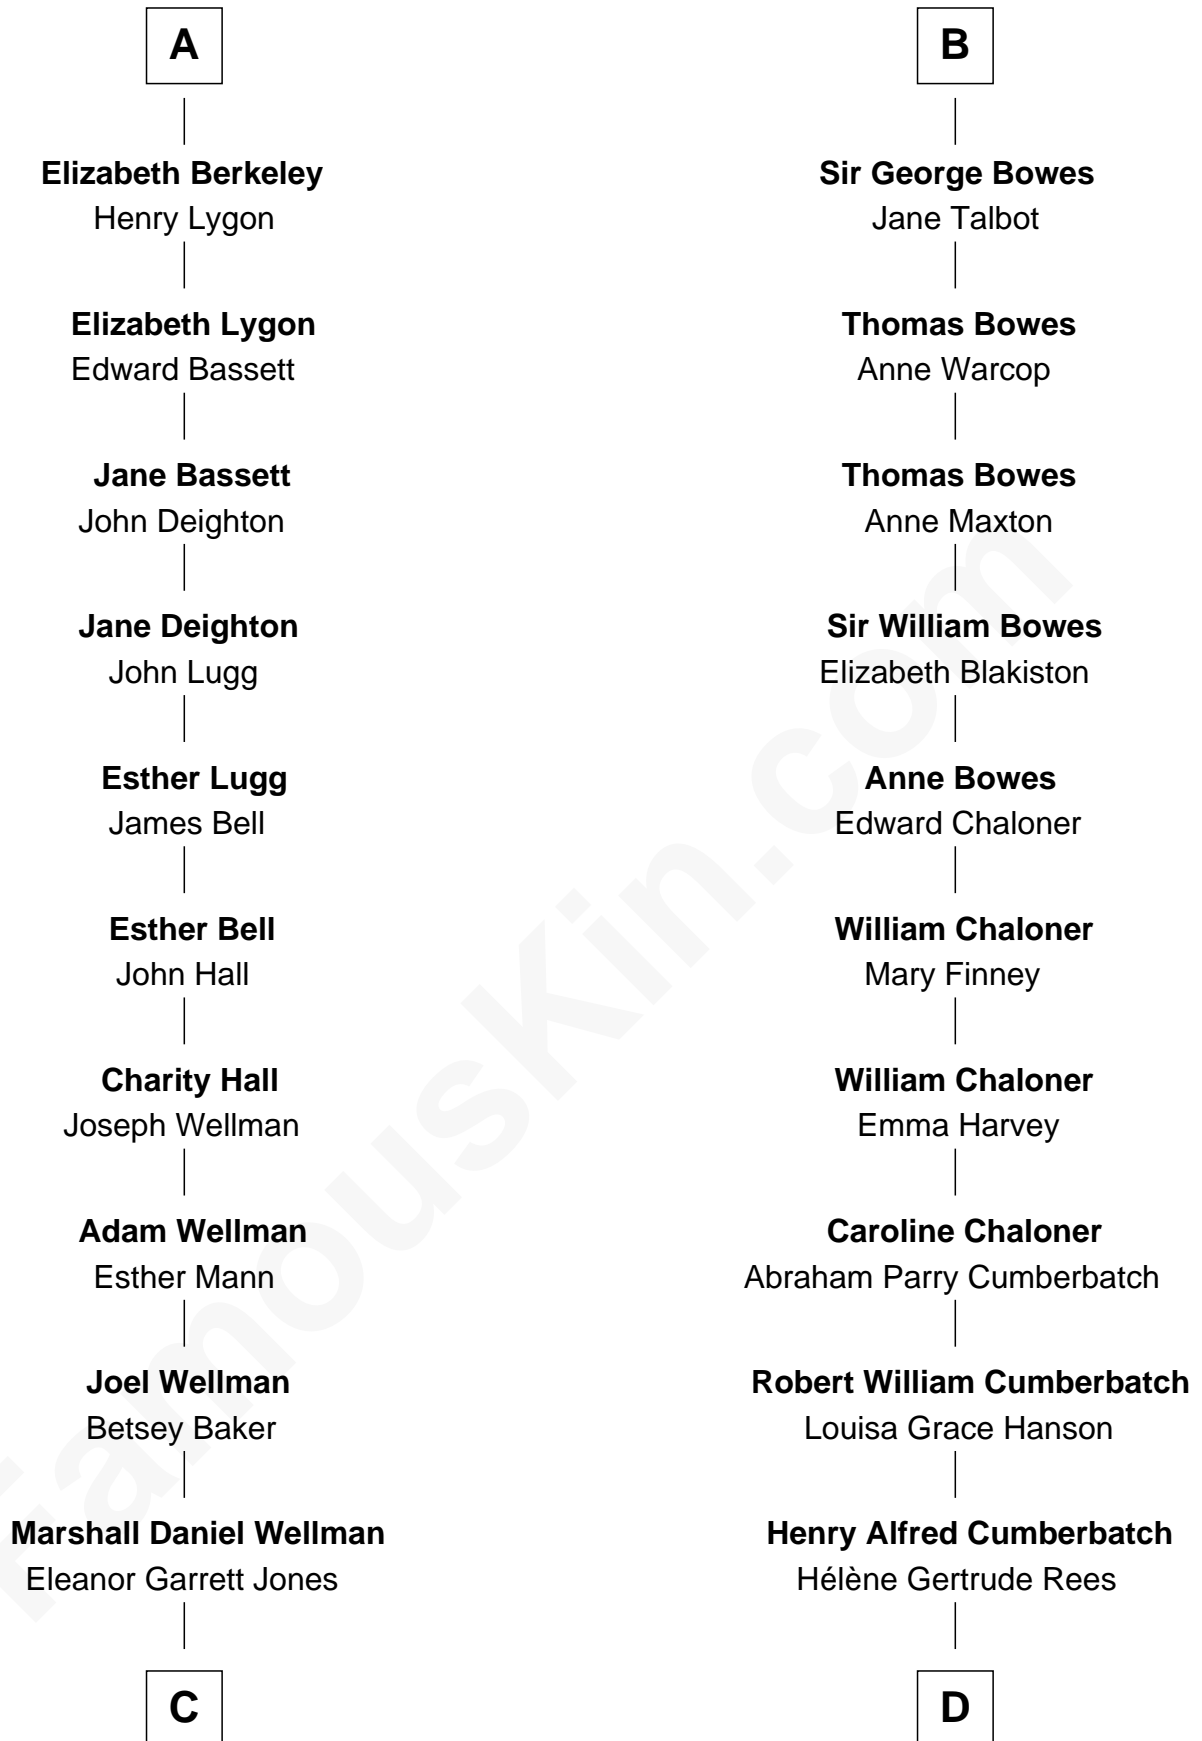 A
Elizabeth Berkeley
Henry Lygon
Elizabeth Lygon
Edward Bassett
Jane Bassett
John Deighton
Jane Deighton
John Lugg
Esther Lugg
James Bell
Esther Bell
John Hall
Charity Hall
Joseph Wellman
Adam Wellman
Esther Mann
Joel Wellman
Betsey Baker
Marshall Daniel Wellman
Eleanor Garrett Jones
C
B
Sir George Bowes
Jane Talbot
Thomas Bowes
Anne Warcop
Thomas Bowes
Anne Maxton
Sir William Bowes
Elizabeth Blakiston
Anne Bowes
Edward Chaloner
William Chaloner
Mary Finney
William Chaloner
Emma Harvey
Caroline Chaloner
Abraham Parry Cumberbatch
Robert William Cumberbatch
Louisa Grace Hanson
Henry Alfred Cumberbatch
Hélène Gertrude Rees
D
FamousKin.com